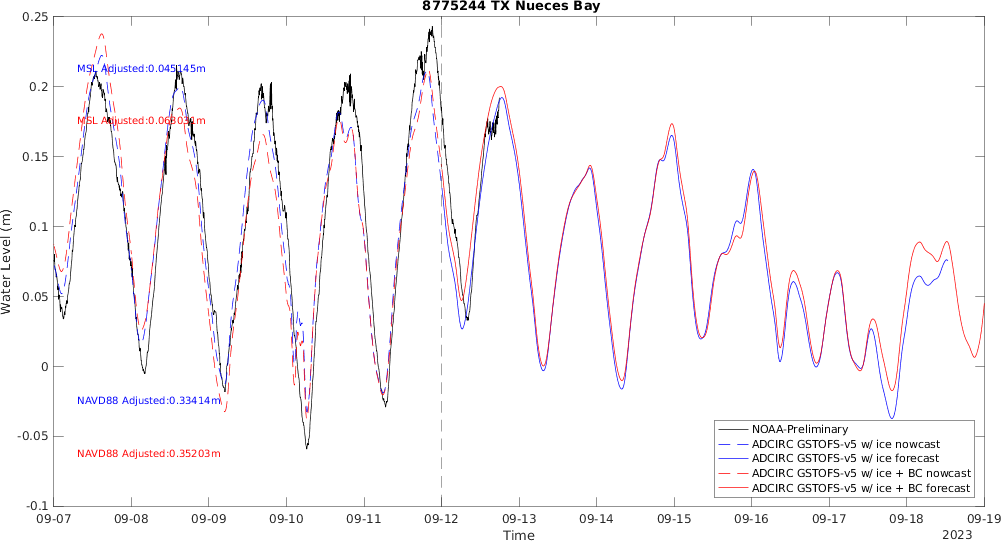 8775244 TX Nueces Bay
0.25
0.2
0.15
0.1
0.05
0
-0.05
-0.1
Water Level (m)
MSL Adjusted:0.045145m
MSL Adjusted:0.068031m
NAVD88 Adjusted:0.33414m
NAVD88 Adjusted:0.35203m
NOAA-Preliminary
ADCIRC GSTOFS-v5 w/ ice nowcast
ADCIRC GSTOFS-v5 w/ ice forecast
ADCIRC GSTOFS-v5 w/ ice + BC nowcast
ADCIRC GSTOFS-v5 w/ ice + BC forecast
09-07 09-08 09-09 09-10 09-11 09-12 09-13 09-14 09-15 09-16 09-17 09-18 09-19
Time
2023